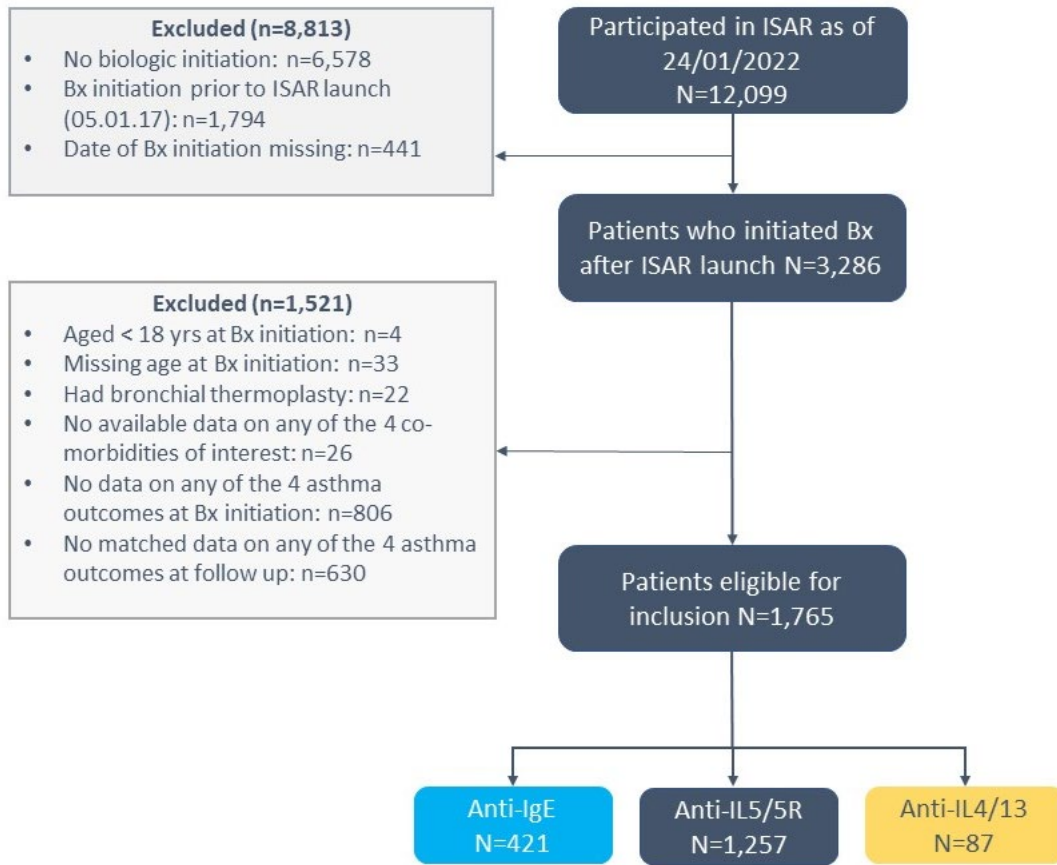 Participated in ISAR as of
24/01/2022
N=12,099
Excluded (n=8,813)
• No biologic initiation: n=6,578
• Bx initiation prior to ISAR launch
(05.01.17): n=1,794
• Date of Bx initiation missing: n=441
Patients who initiated Bx
after ISAR launch N=3,286
Excluded (n=1,521)
• Aged < 18 yrs at Bx initiation: n=4
• Missing age at Bx initiation: n=33
• Had bronchial thermoplasty: n=22
• No available data on any of the 4 co-
morbidities of interest: n=26
• No data on any of the 4 asthma
outcomes at Bx initiation: n=806
• No matched data on any of the 4 asthma
outcomes at follow up: n=630
Patients eligible for
inclusion N=1,765
Anti-IgE
N=421
Anti-IL5/5R
N=1,257
Anti-IL4/13
N=87